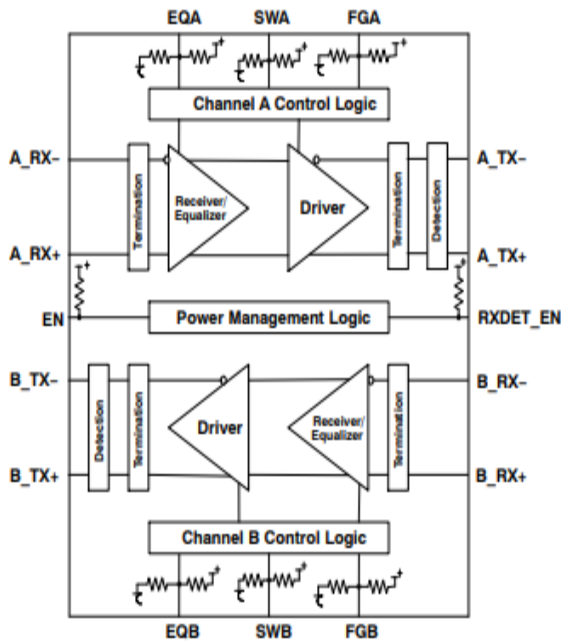 EQA SWA FGA
Channel A Control Logic
A_RX- A_TX-
Termination
Receiver/
Equalizer
Driver
Termination
Detection
A_RX+ A_TX+
EN Power Management Logic RXDET_EN
B_TX- B_RX-
Detection
Termination
Driver
Receiver/
Equalizer
Termination
B_TX+ B_RX+
Channel B Control Logic
EQB SWB FGB